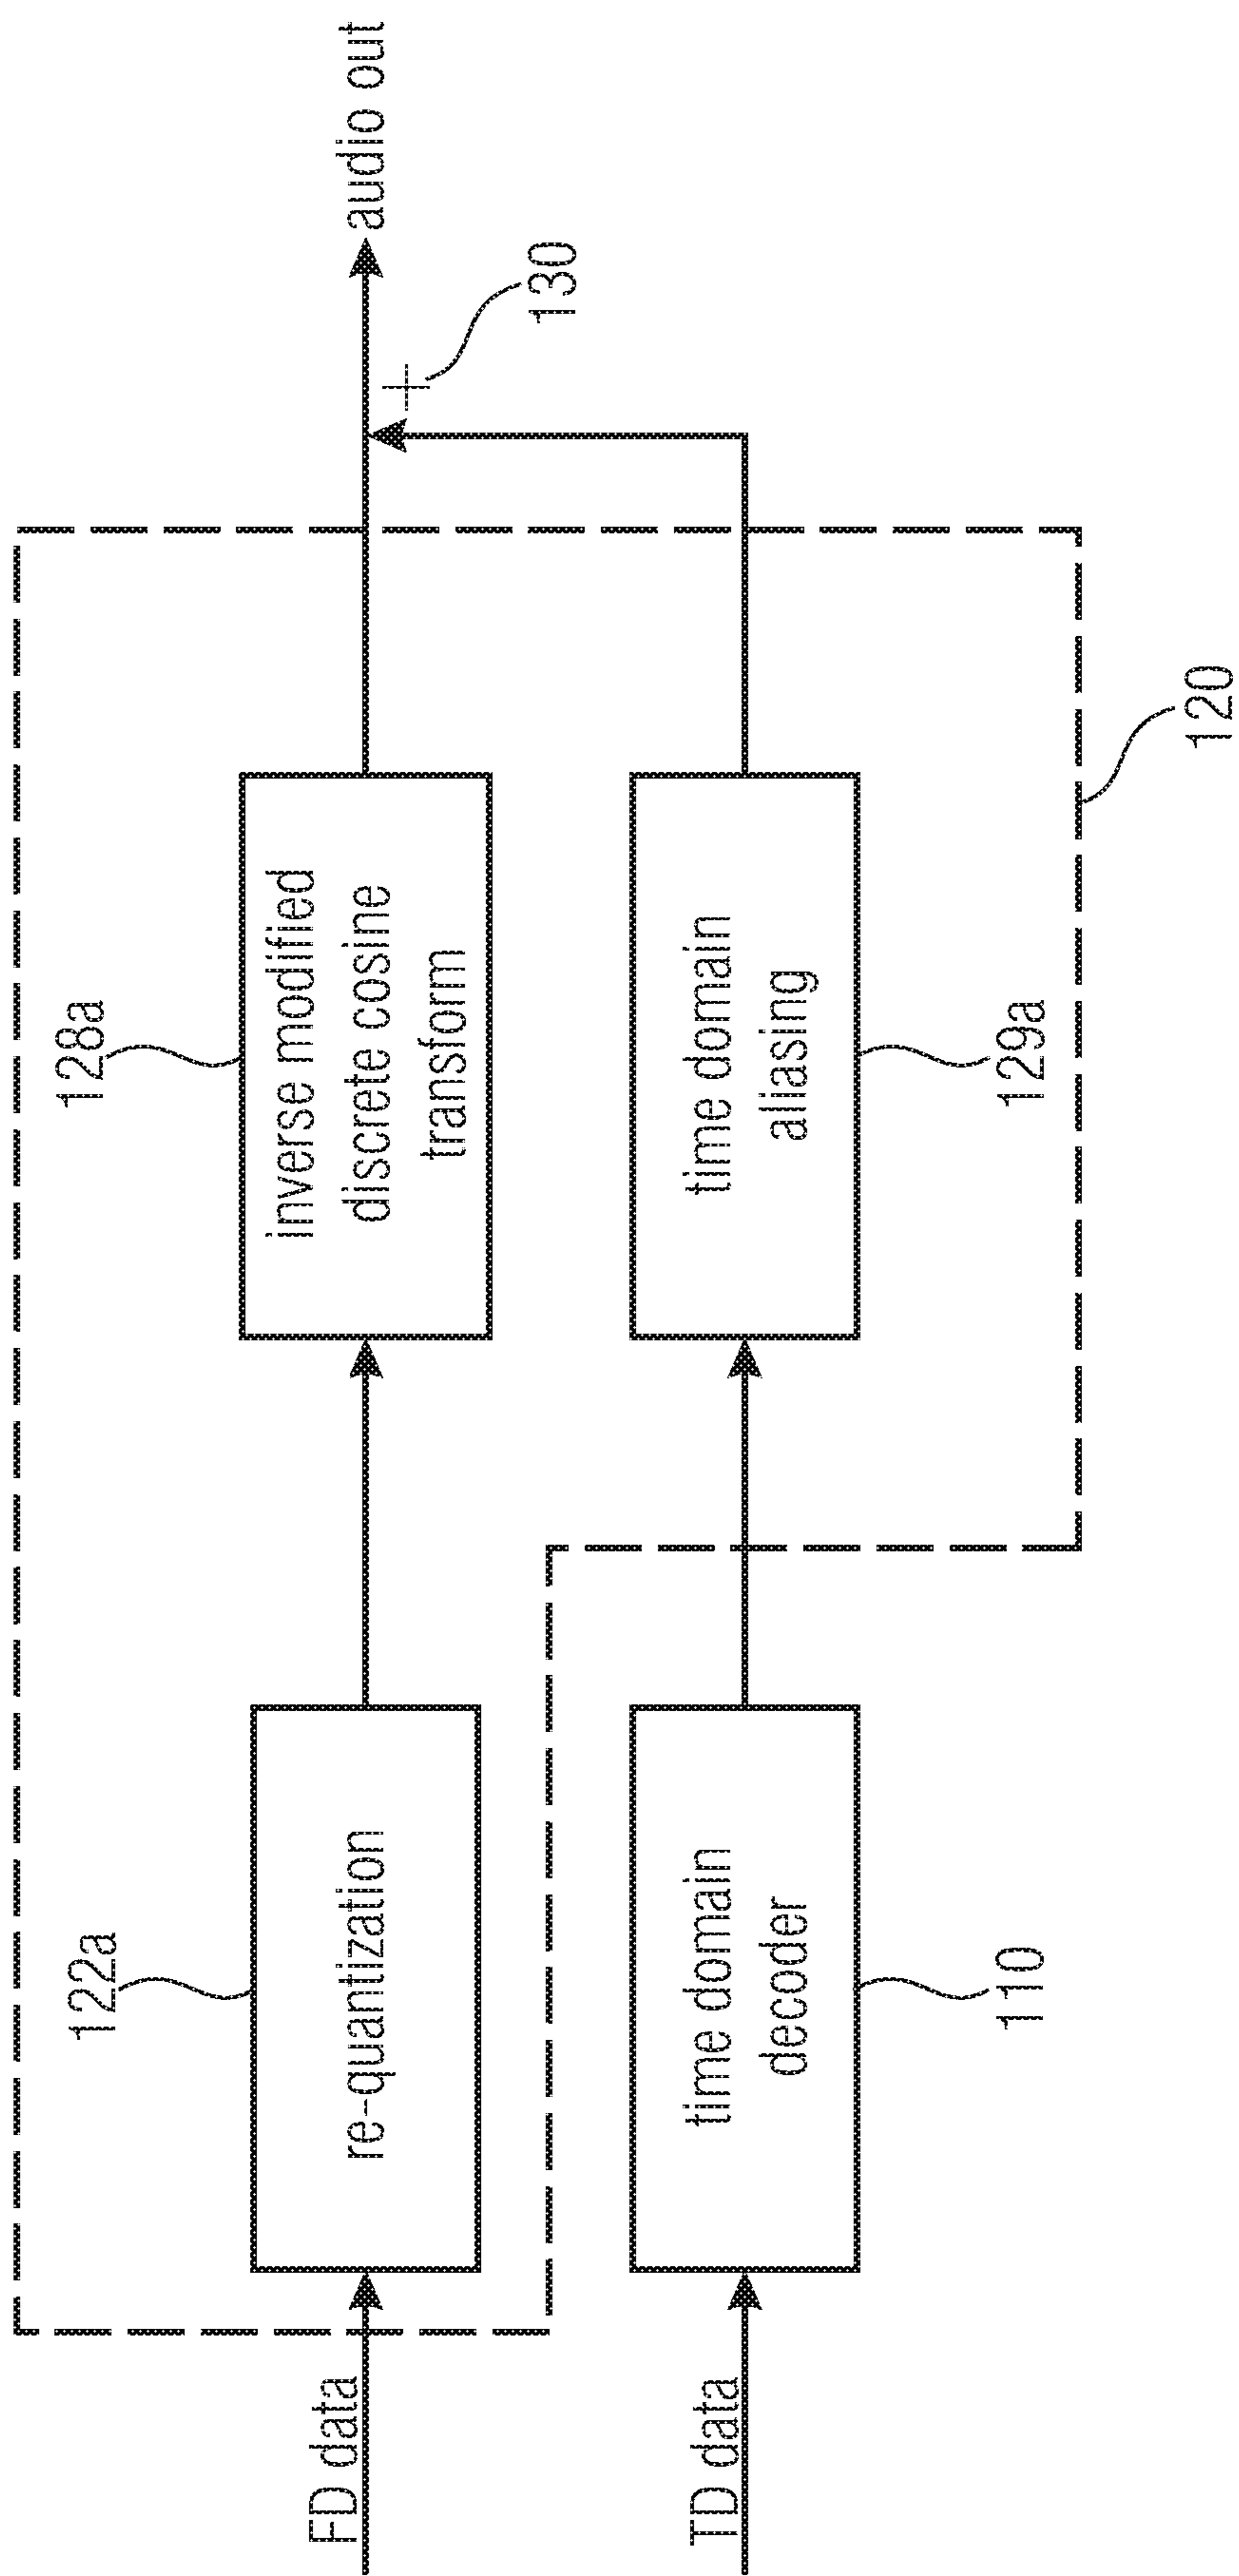 122a
128a
FD data
re-quantization
inverse modified
discrete cosine
transform
audio out
+
130
TD data
time domain
decoder
time domain
aliasing
110
129a
120